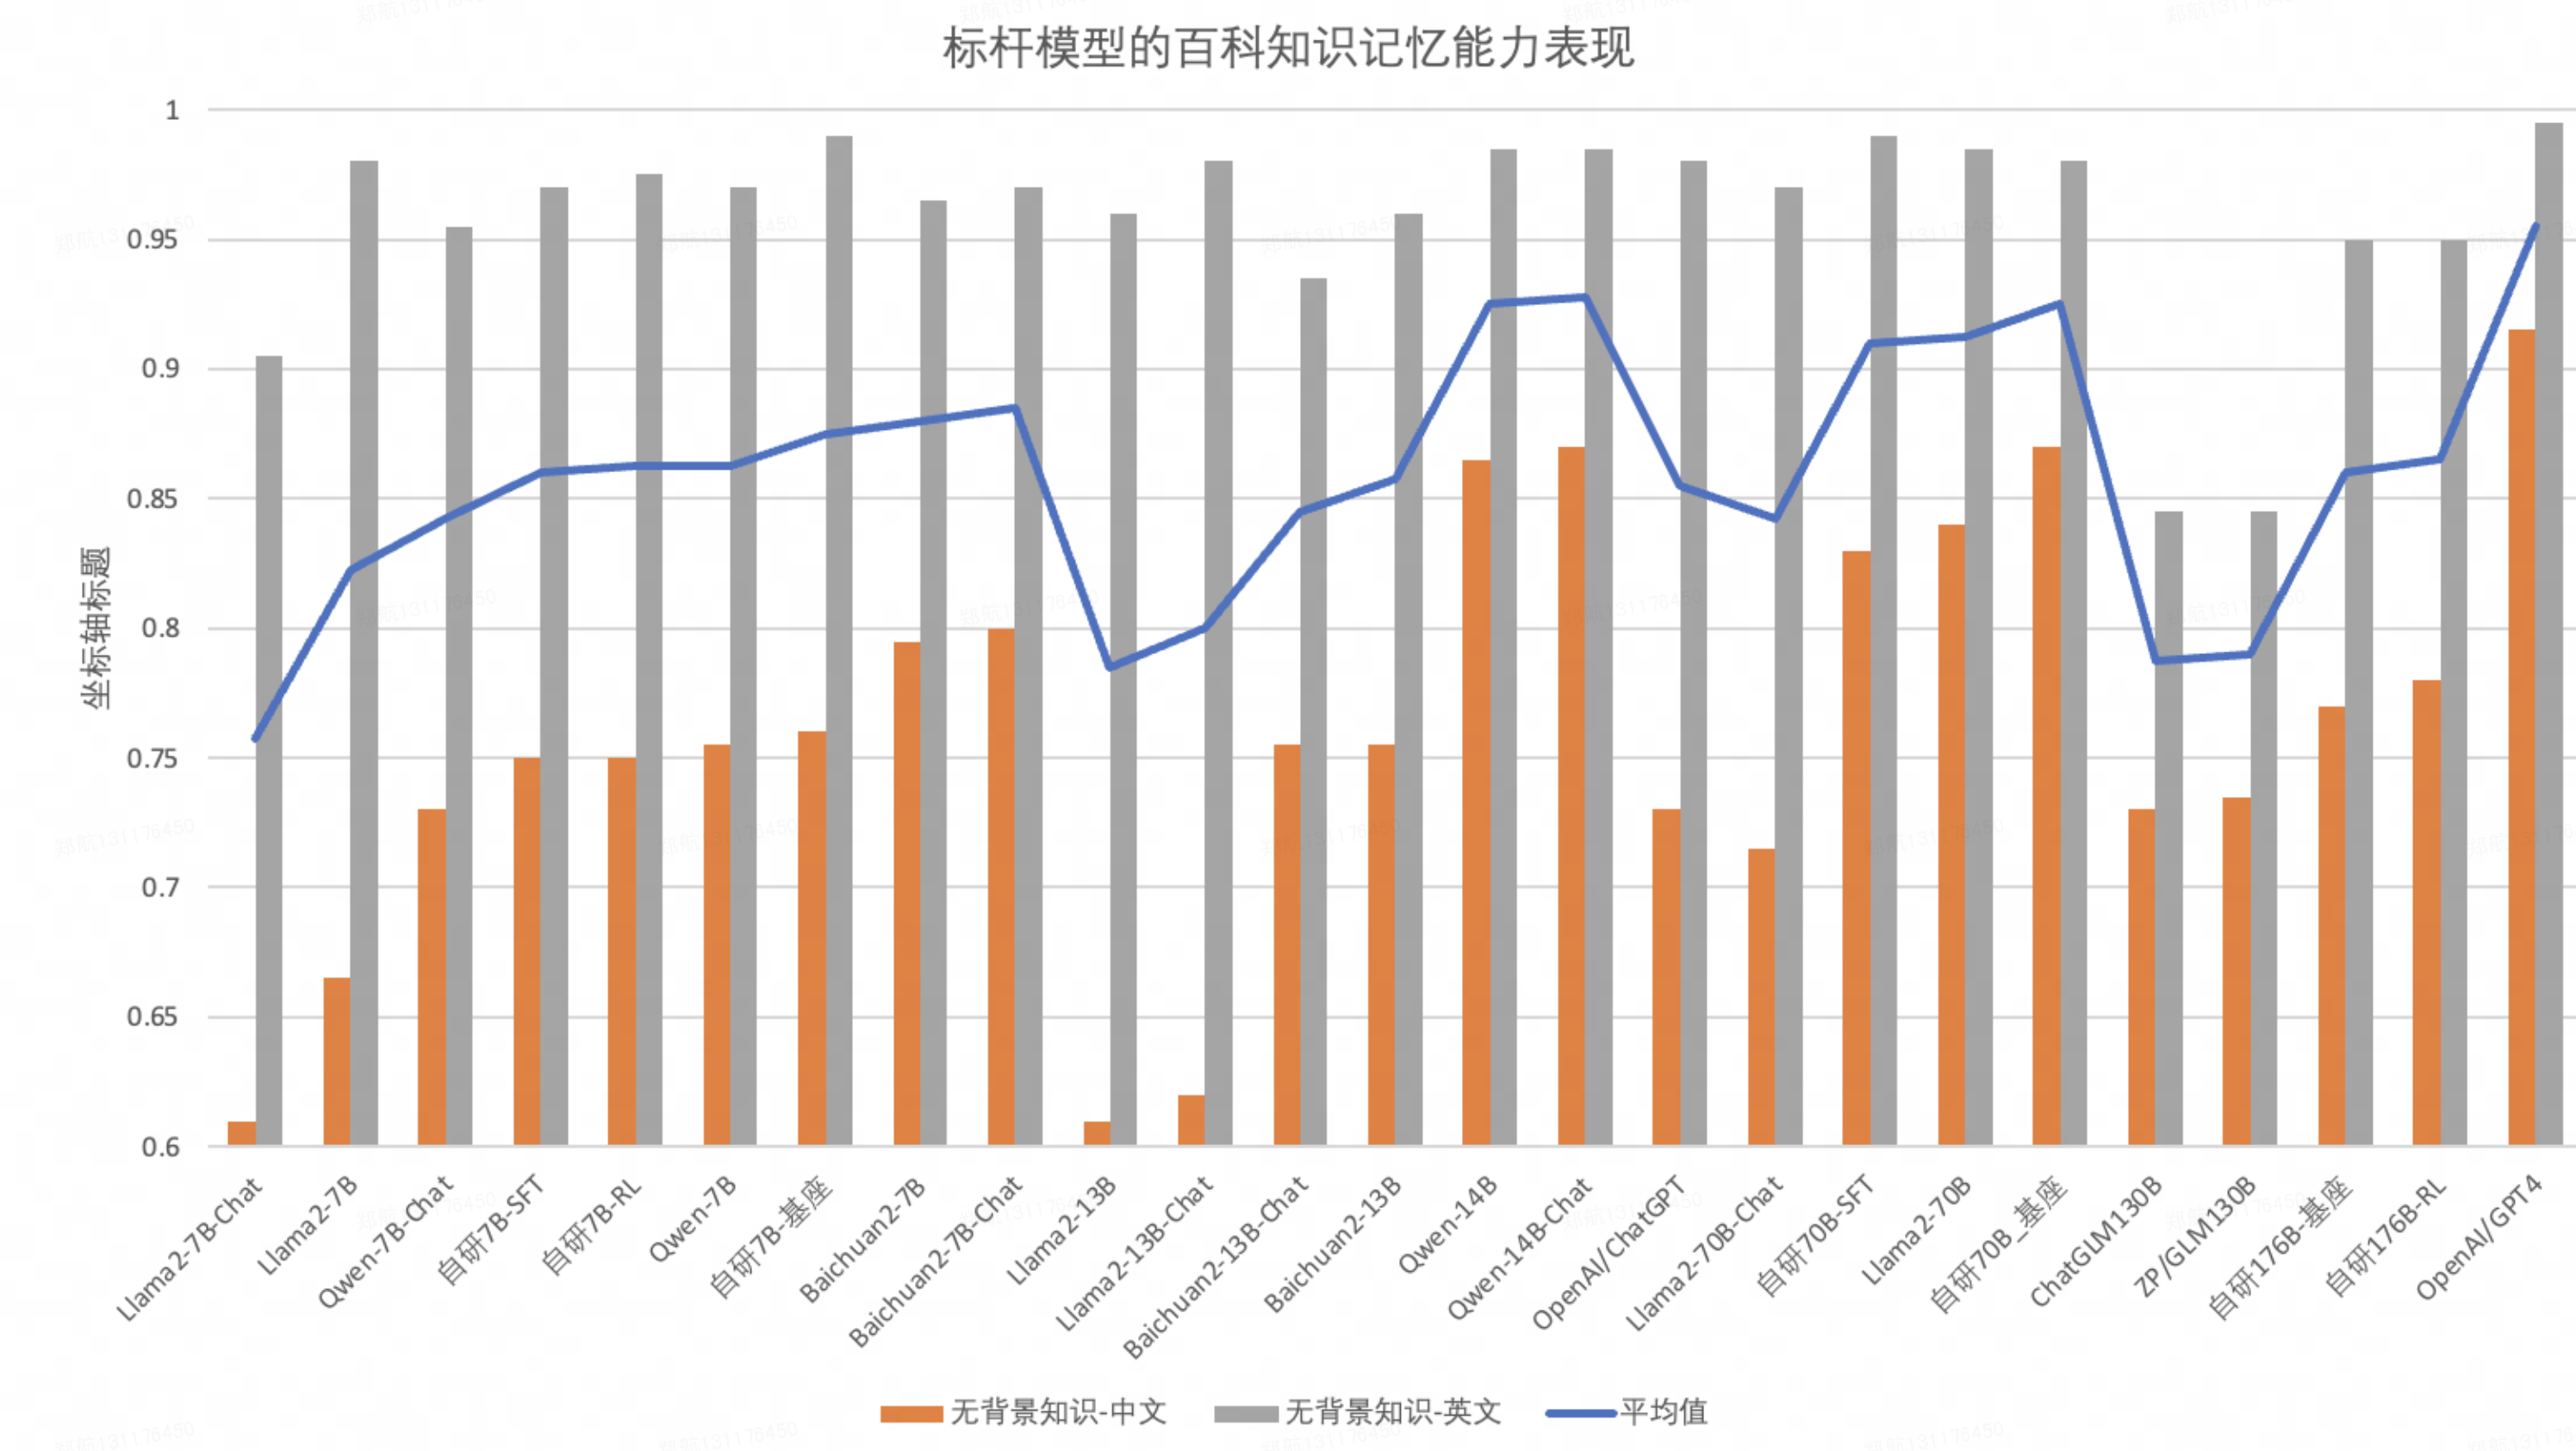 标杆模型的百科知识记忆能力表现
1
0.95
0.9
0.85
0.8
0.75
0.7
0.65
0.6
坐标轴标题
Llama2-7B-Chat
Llama2-7B
Qwen-7B-Chat
自研7B-SFT
自研7B-RL
Qwen-7B
自研7B-基座
Baichuan2-7B
Baichuan2-7B-Chat
Llama2-13B
Llama2-13B-Chat
Baichuan2-13B-Chat
Baichuan2-13B
Qwen-14B
Qwen-14B-Chat
OpenAI/ChatGPT
Llama2-70B-Chat
自研70B-SFT
Llama2-70B
自研70B_基座
ChatGLM130B
ZP/GLM130B
自研176B-基座
自研176B-RL
OpenAI/GPT4
无背景知识-中文
无背景知识-英文
平均值